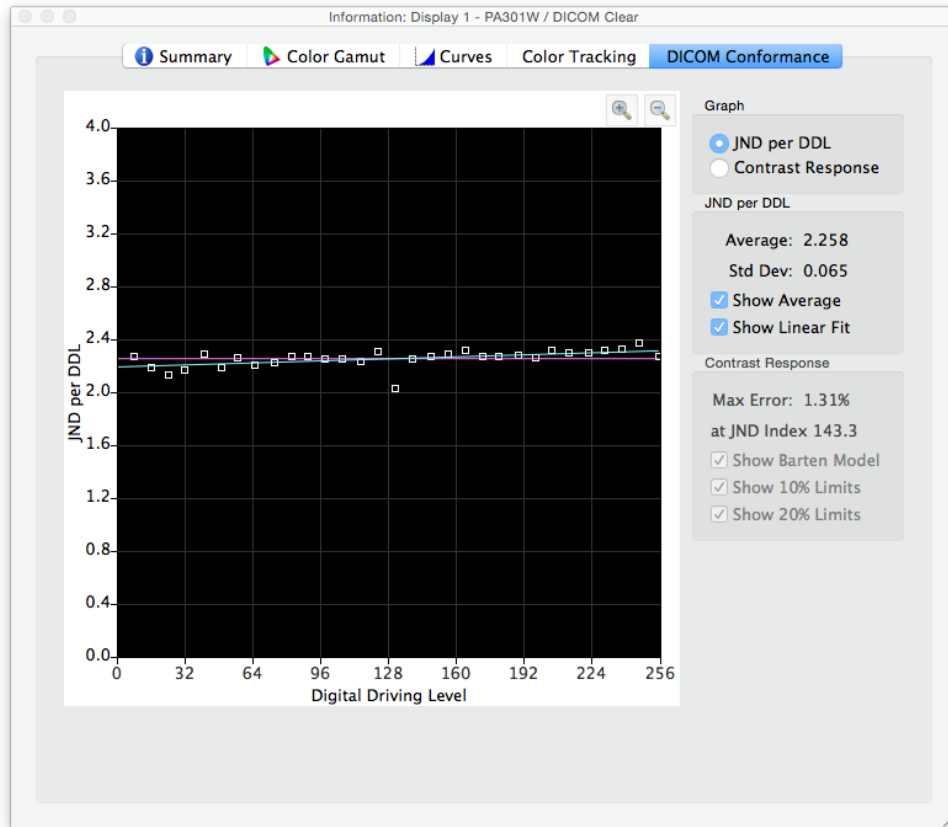 Information: Display 1 - PA301W / DICOM Clear
Summary
Color Gamut
Curves
Color Tracking
DICOM Conformance
4.0
3.6
3.2
2.8
2.4
2.0
1.6
1.2
0.8
0.4
0.0
JND per DDL
0 32 64 96 128 160 192 224 256
Digital Driving Level
Graph
JND per DDL
Contrast Response
JND per DDL
Average: 2.258
Std Dev: 0.065
Show Average
Show Linear Fit
Contrast Response
Max Error: 1.31%
at JND Index 143.3
Show Barten Model
Show 10% Limits
Show 20% Limits